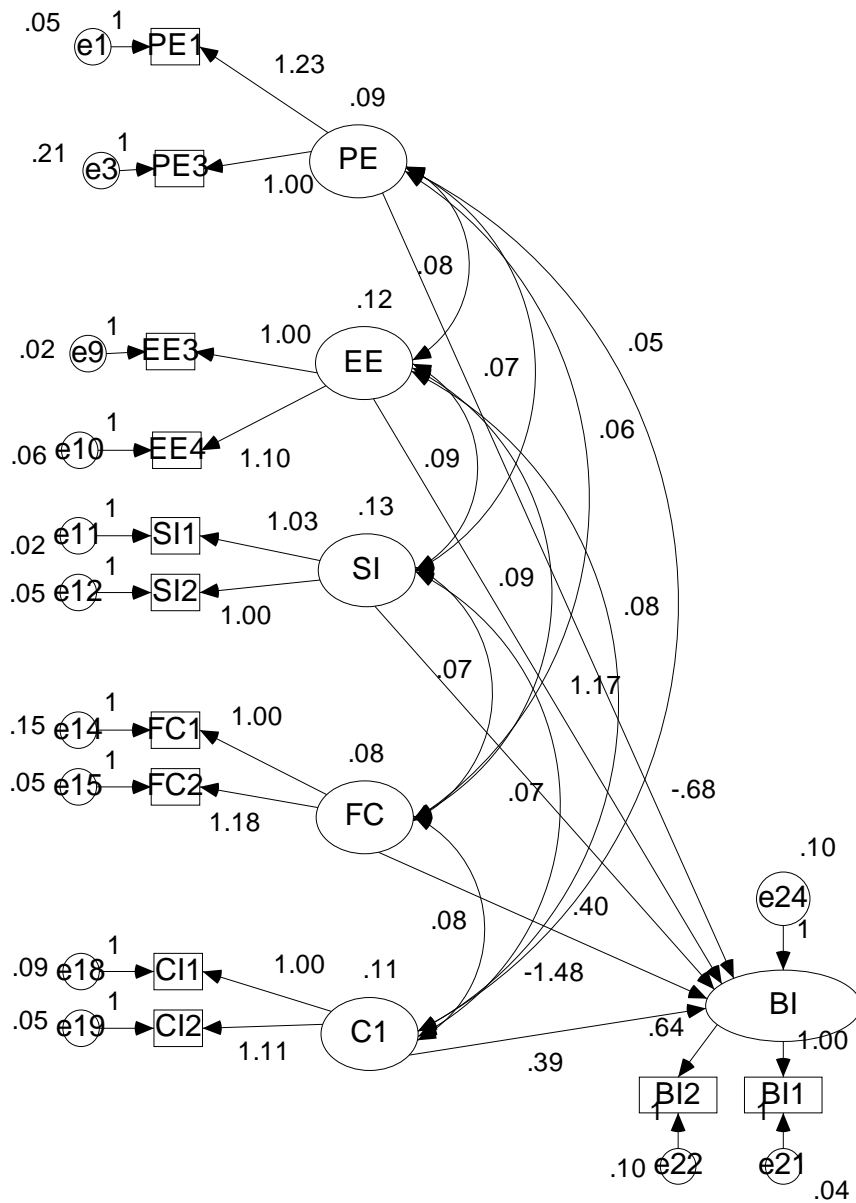 .05
1
e1
PE1
1.23
.09
.21
1
e3
PE3
1.00
PE
.08
.12
.02
1
e9
EE3
1.00
EE
.05
.07
.06
1
e10
EE4
1.10
.06
.09
.13
.02
1
e11
SI1
1.03
SI
.05
1
e12
SI2
1.00
.09
.08
.07
1.17
.15
1
e14
FC1
1.00
.08
.05
1
e15
FC2
1.18
FC
.07
-.68
.10
e24
1
.08
.40
.09
1
e18
CI1
1.00
.11
-1.48
BI
.05
1
e19
CI2
1.11
C1
.39
.64
1.00
BI2
BI1
1
1
.10
e22
e21
.04